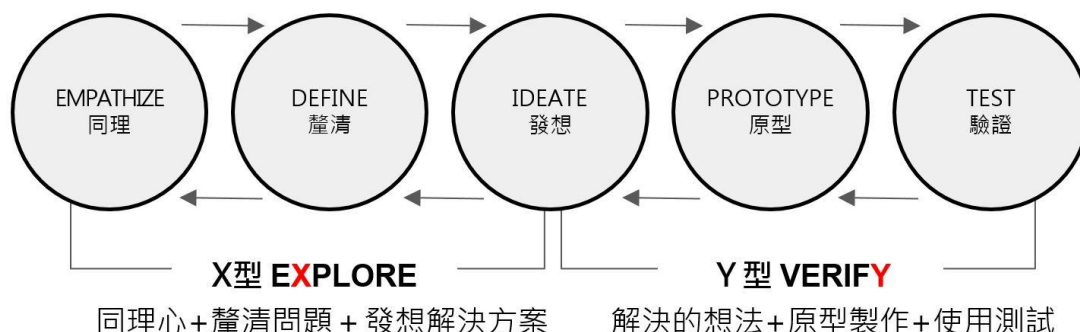 EMPATHIZE
同理
DEFINE
釐清
IDEATE
發想
PROTOTYPE
原型
TEST
驗證
X型 EXPLORE
同理心+釐清問題 + 發想解決方案
Y 型 VERIFY
解決的想法+原型製作+使用測試